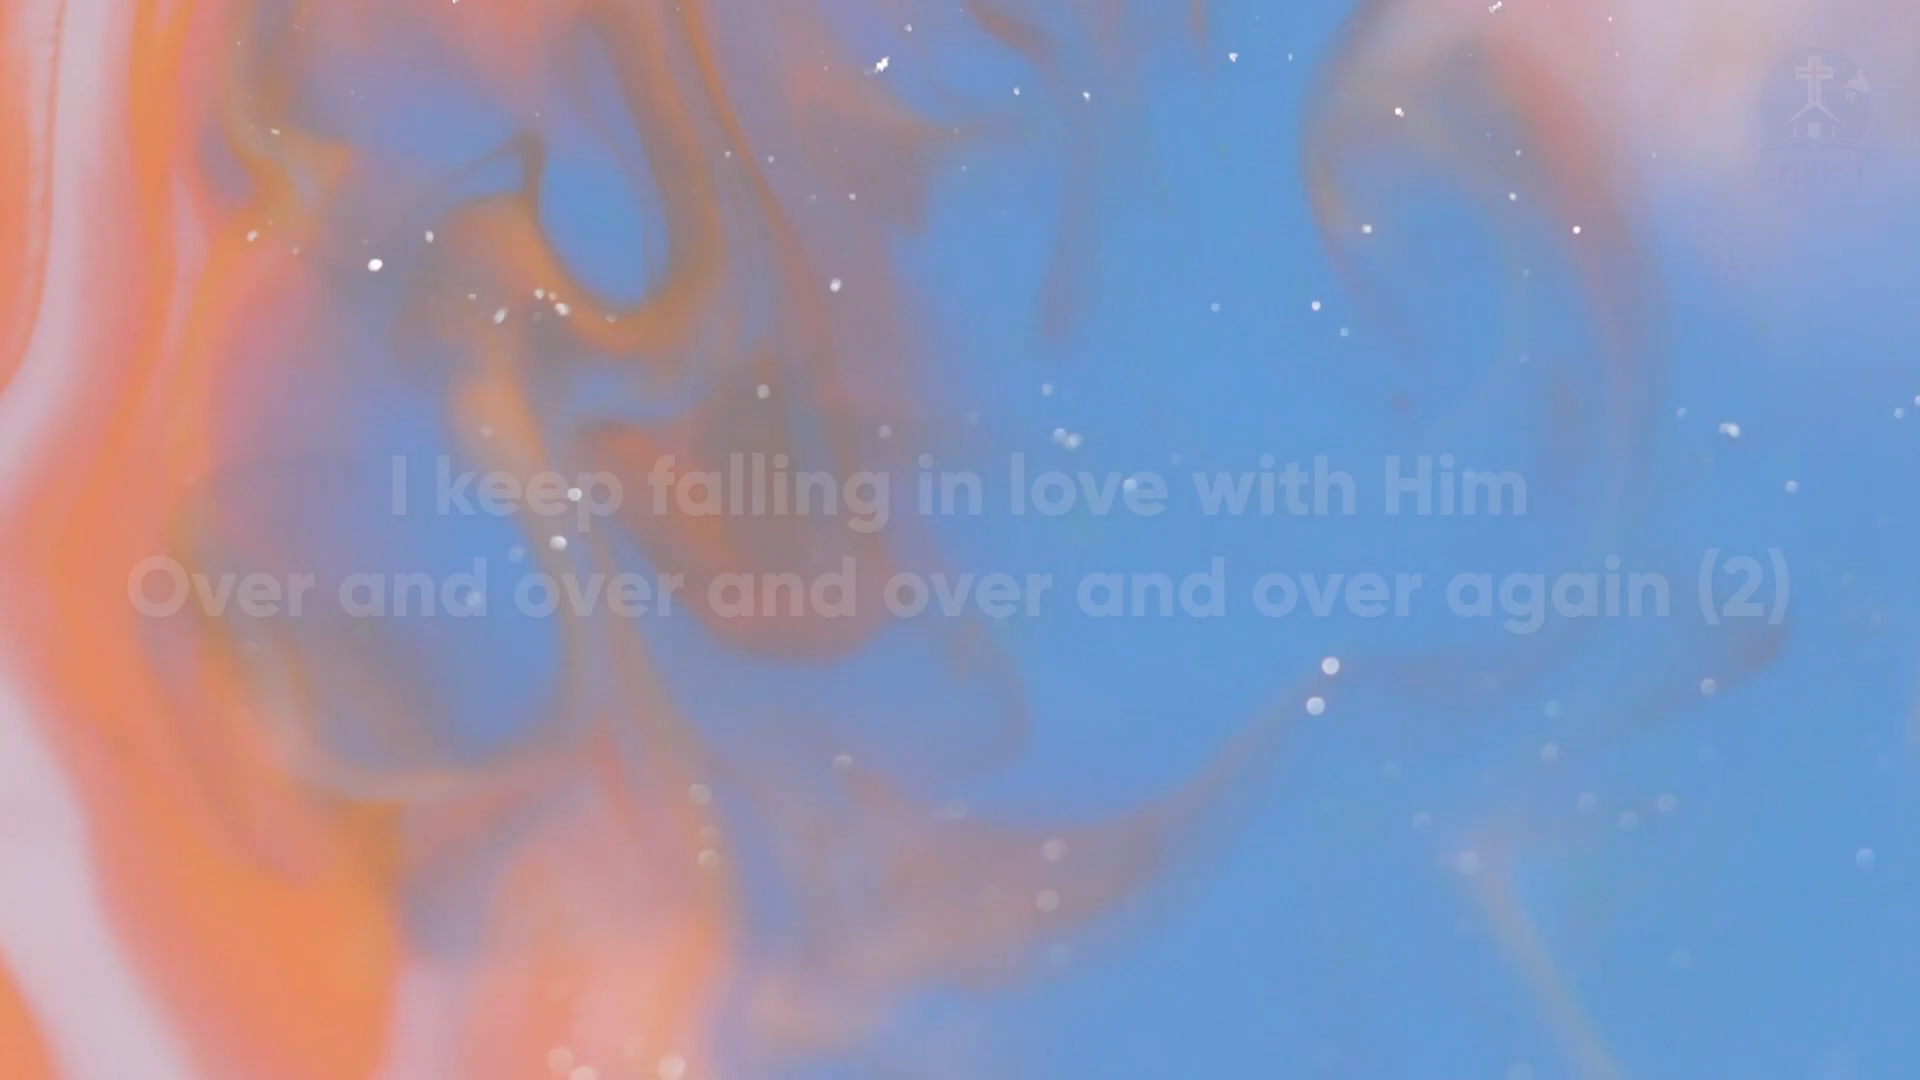 I keep falling in love with Him
Over and over and over and over again (2)